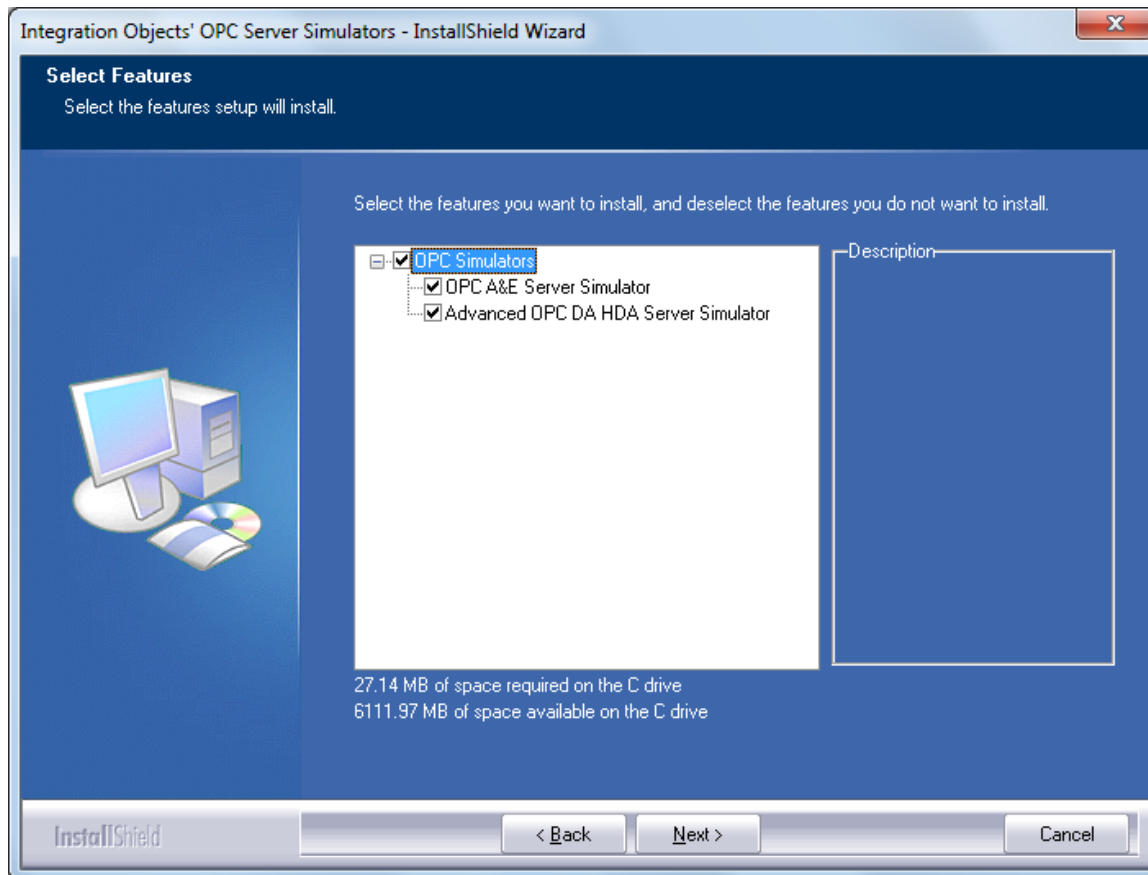 Integration Objects' OPC Server Simulators - InstallShield Wizard
Select Features
Select the features setup will install.
Select the features you want to install, and deselect the features you do not want to install.
OPC Simulators
OPC A&E Server Simulator
Advanced OPC DA HDA Server Simulator
Description
27.14 MB of space required on the C drive
6111.97 MB of space available on the C drive
InstallShield
< Back
Next >
Cancel